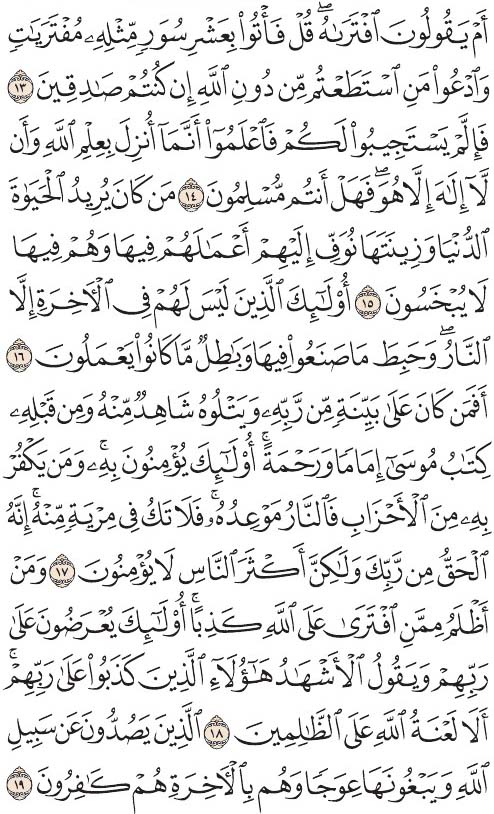 أَمْ يَقُولُونَ ٱفْتَرَىٰهُ ۖ قُلْ فَأْتُوا۟ بِعَشْرِ سُوَرٍ مِّثْلِهِۦ مُفْتَرَيَٰتٍ
وَٱدْعُوا۟ مَنِ ٱسْتَطَعْتُم مِّن دُونِ ٱللَّهِ إِن كُنتُمْ صَٰدِقِينَ ١٣
فَإِلَّمْ يَسْتَجِيبُوا۟ لَكُمْ فَٱعْلَمُوٓا۟ أَنَّمَآ أُنزِلَ بِعِلْمِ ٱللَّهِ وَأَن
لَّآ إِلَٰهَ إِلَّا هُوَ ۖ فَهَلْ أَنتُم مُّسْلِمُونَ ١٤ مَن كَانَ يُرِيدُ ٱلْحَيَوٰةَ
ٱلدُّنْيَا وَزِينَتَهَا نُوَفِّ إِلَيْهِمْ أَعْمَٰلَهُمْ فِيهَا وَهُمْ فِيهَا
لَا يُبْخَسُونَ ١٥ أُو۟لَٰٓئِكَ ٱلَّذِينَ لَيْسَ لَهُمْ فِى ٱلْءَاخِرَةِ إِلَّا
ٱلنَّارُ ۖ وَحَبِطَ مَا صَنَعُوا۟ فِيهَا وَبَٰطِلٌ مَّا كَانُوا۟ يَعْمَلُونَ ١٦
أَفَمَن كَانَ عَلَىٰ بَيِّنَةٍ مِّن رَّبِّهِۦ وَيَتْلُوهُ شَاهِدٌ مِّنْهُ وَمِن قَبْلِهِۦ
كِتَٰبُ مُوسَىٰٓ إِمَامًا وَرَحْمَةً ۚ أُو۟لَٰٓئِكَ يُؤْمِنُونَ بِهِۦ ۚ وَمَن يَكْفُرْ
بِهِۦ مِنَ ٱلْأَحْزَابِ فَٱلنَّارُ مَوْعِدُهُۥ ۚ فَلَا تَكُ فِى مِرْيَةٍ مِّنْهُ ۚ إِنَّهُ
ٱلْحَقُّ مِن رَّبِّكَ وَلَٰكِنَّ أَكْثَرَ ٱلنَّاسِ لَا يُؤْمِنُونَ ١٧ وَمَنْ
أَظْلَمُ مِمَّنِ ٱفْتَرَىٰ عَلَى ٱللَّهِ كَذِبًا ۚ أُو۟لَٰٓئِكَ يُعْرَضُونَ عَلَىٰ
رَبِّهِمْ وَيَقُولُ ٱلْأَشْهَٰدُ هَٰٓؤُلَآءِ ٱلَّذِينَ كَذَبُوا۟ عَلَىٰ رَبِّهِمْ ۚ
أَلَا لَعْنَةُ ٱللَّهِ عَلَى ٱلظَّٰلِمِينَ ١٨ ٱلَّذِينَ يَصُدُّونَ عَن سَبِيلِ
ٱللَّهِ وَيَبْغُونَهَا عِوَجًا وَهُم بِٱلْءَاخِرَةِ هُمْ كَٰفِرُونَ ١٩